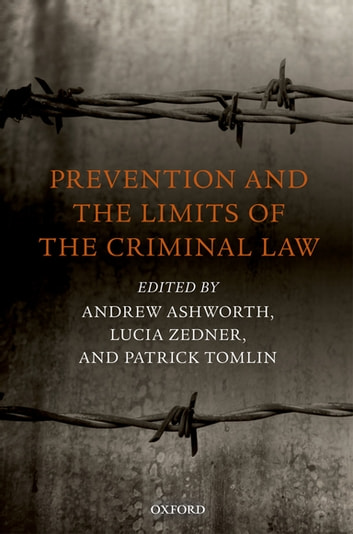 PREVENTION AND
THE LIMITS OF
THE CRIMINAL LAW
EDITED BY
ANDREW ASHWORTH,
LUCIA ZEDNER,
AND PATRICK TOMLIN
OXFORD